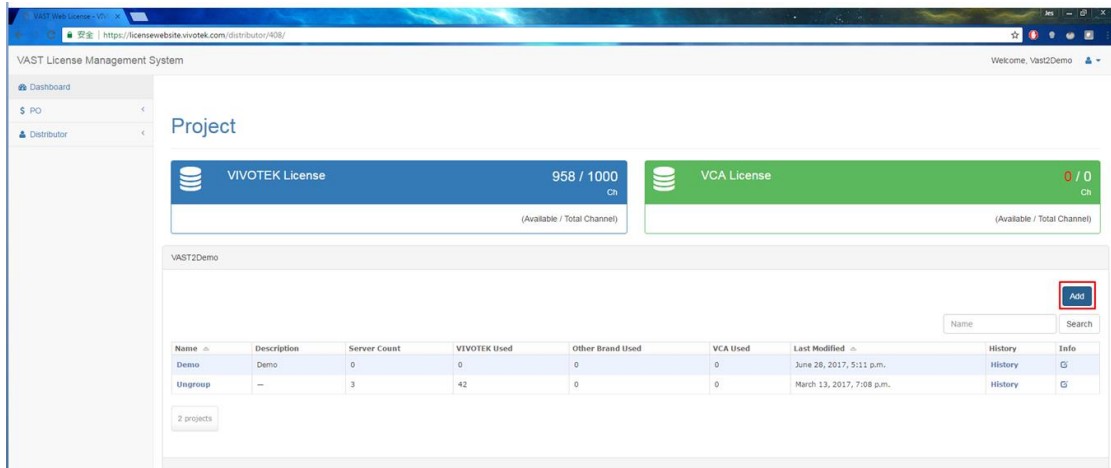 VAST Web License - VIV
Jes
安全 | https://licensewebsite.vivotek.com/distributor/408/
VAST License Management System
Welcome, Vast2Demo
Dashboard
$ PO
Distributor
Project
VIVOTEK License
958 / 1000
Ch
(Available / Total Channel)
VCA License
0 / 0
Ch
(Available / Total Channel)
VAST2Demo
Add
Name
Search
Name Description Server Count VIVOTEK Used Other Brand Used VCA Used Last Modified History Info
Demo Demo 0 0 0 0 June 28, 2017, 5:11 p.m. History
Ungroup — 3 42 0 0 March 13, 2017, 7:08 p.m. History
2 projects